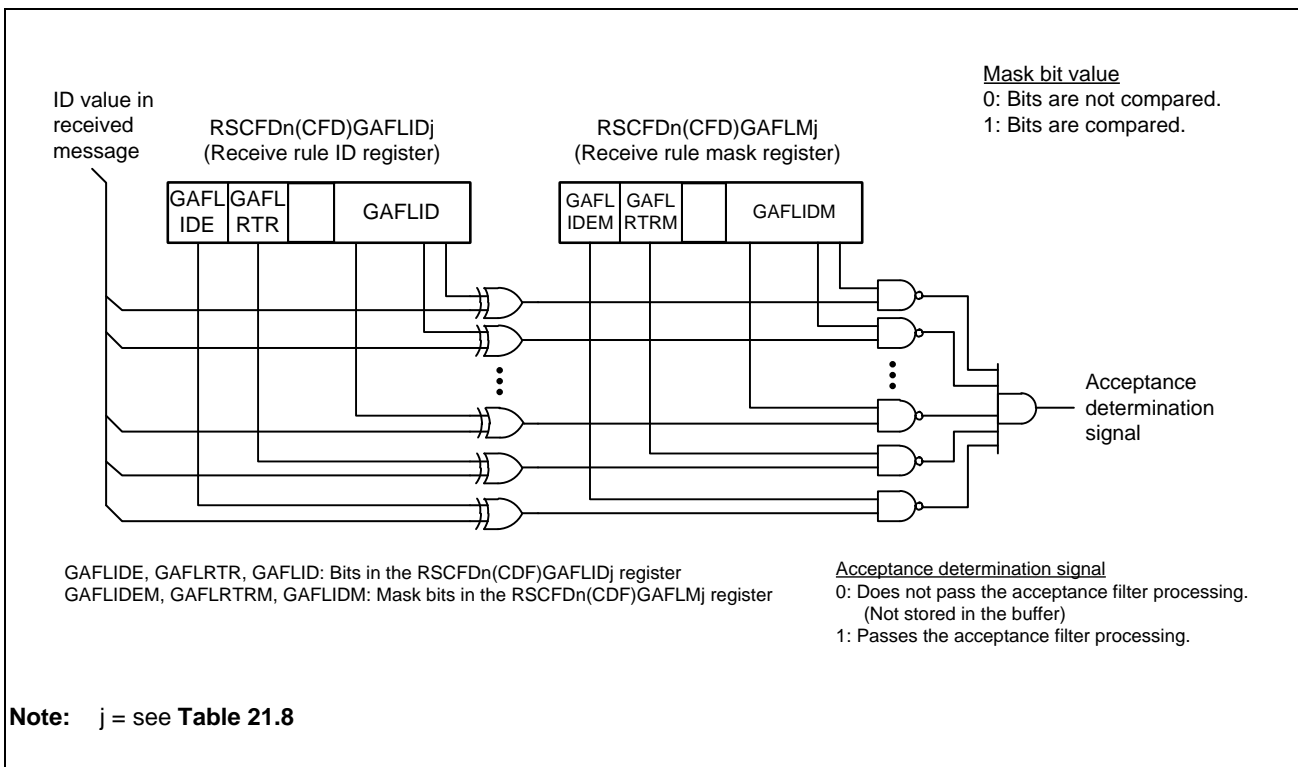 ID value in
received
message
RSCFDn(CFD)GAFLIDj
(Receive rule ID register)
RSCFDn(CFD)GAFLMj
(Receive rule mask register)
Mask bit value
0: Bits are not compared.
1: Bits are compared.
GAFL
IDE
GAFL
RTR
GAFLID
GAFL
IDEM
GAFL
RTRM
GAFLIDM
Acceptance
determination
signal
GAFLIDE, GAFLRTR, GAFLID: Bits in the RSCFDn(CDF)GAFLIDj register
GAFLIDEM, GAFLRTRM, GAFLIDM: Mask bits in the RSCFDn(CDF)GAFLMj register
Acceptance determination signal
0: Does not pass the acceptance filter processing.
(Not stored in the buffer)
1: Passes the acceptance filter processing.
Note: j = see Table 21.8